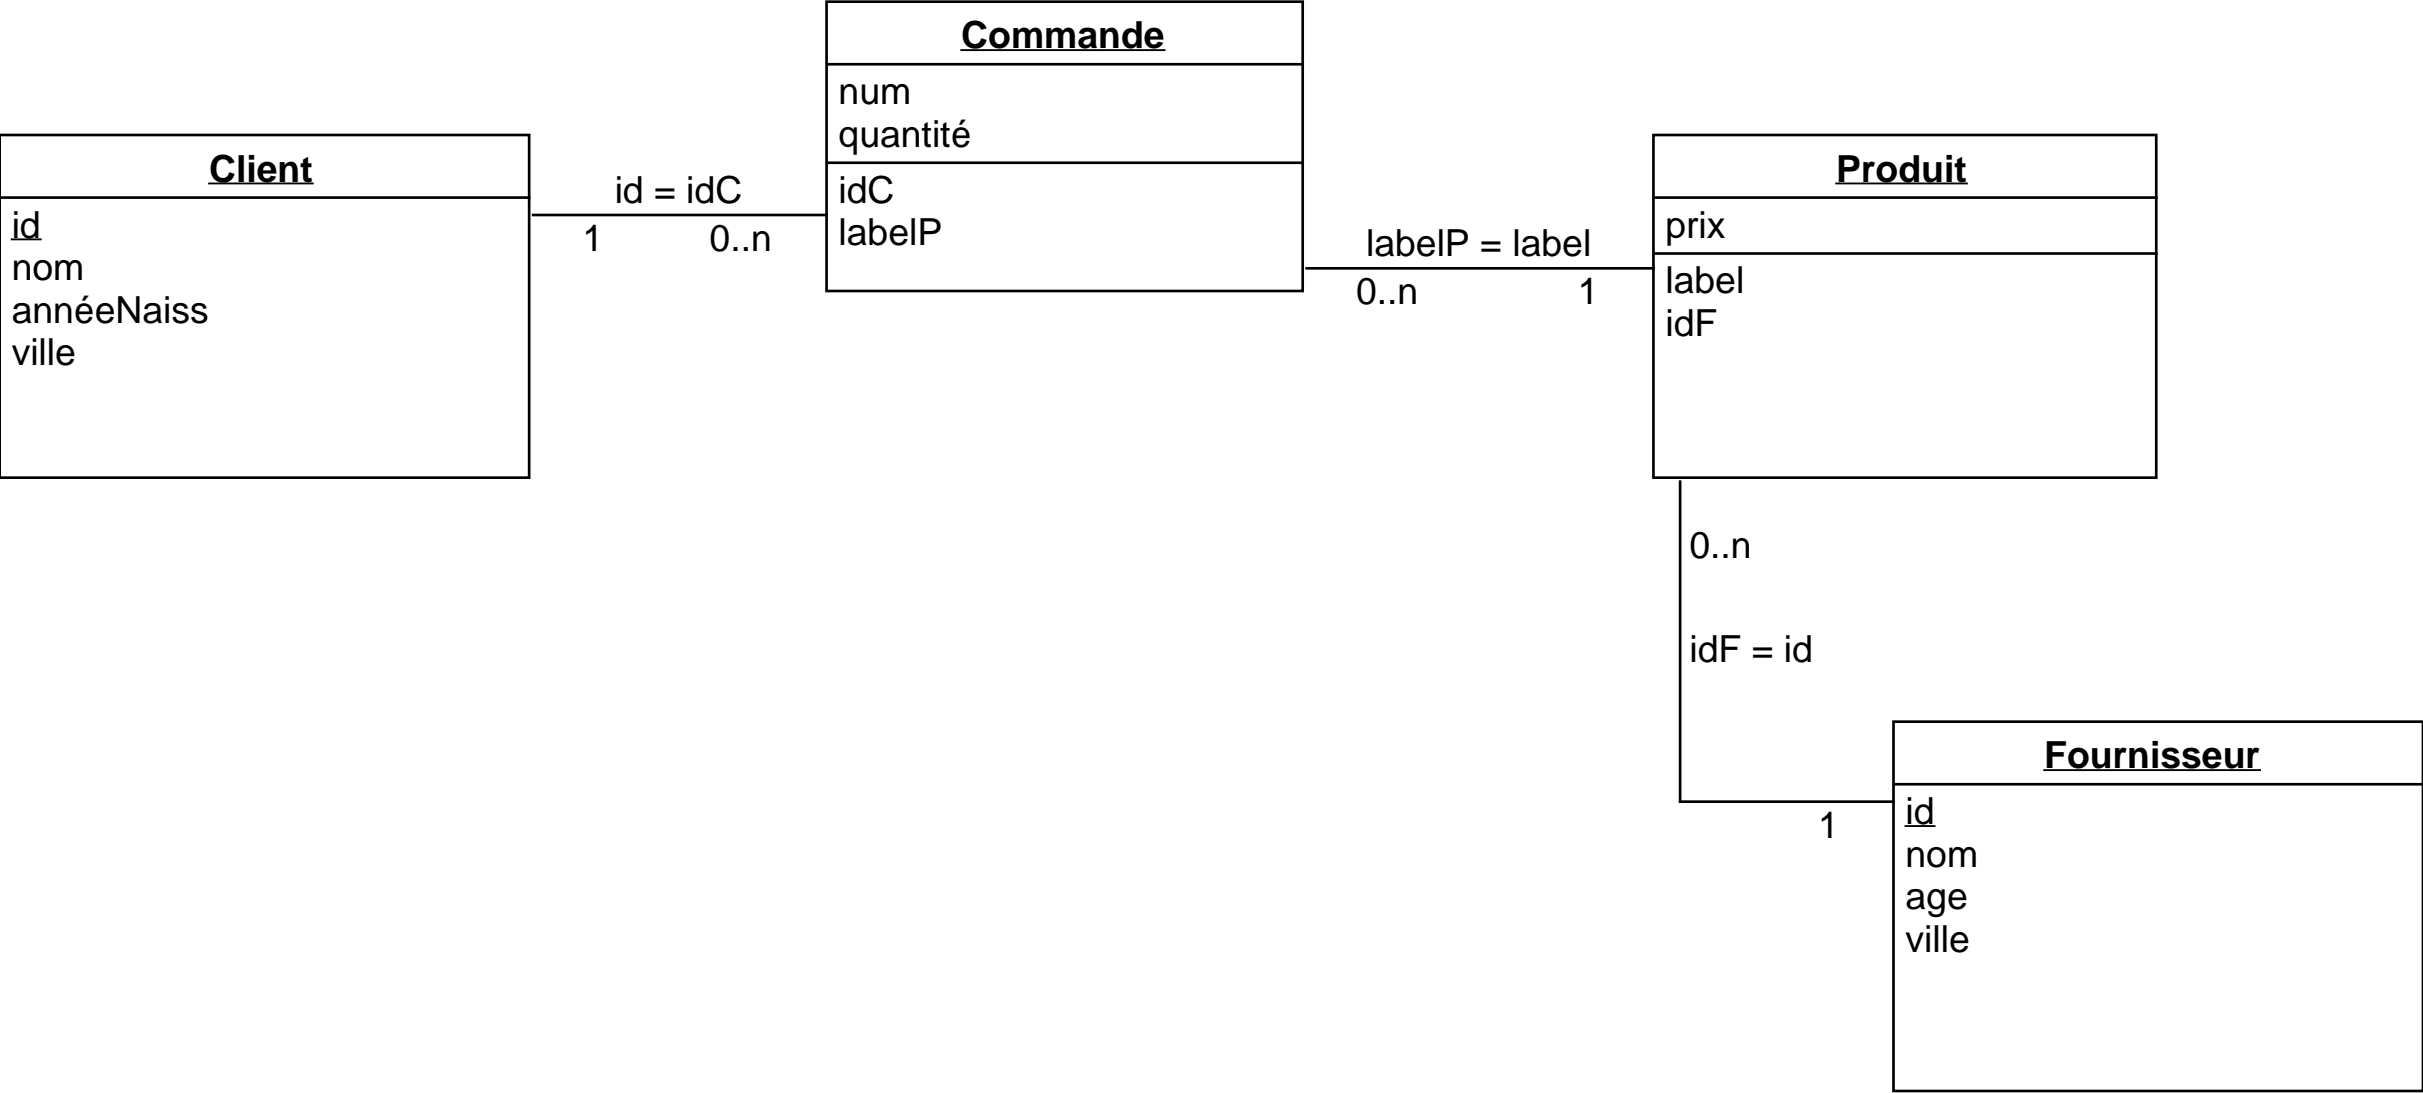 Commande
num
quantité
idC
labelP
Client
id
nom
annéeNaiss
ville
id = idC
1
0..n
labelP = label
0..n
1
Produit
prix
label
idF
0..n
idF = id
1
Fournisseur
id
nom
age
ville